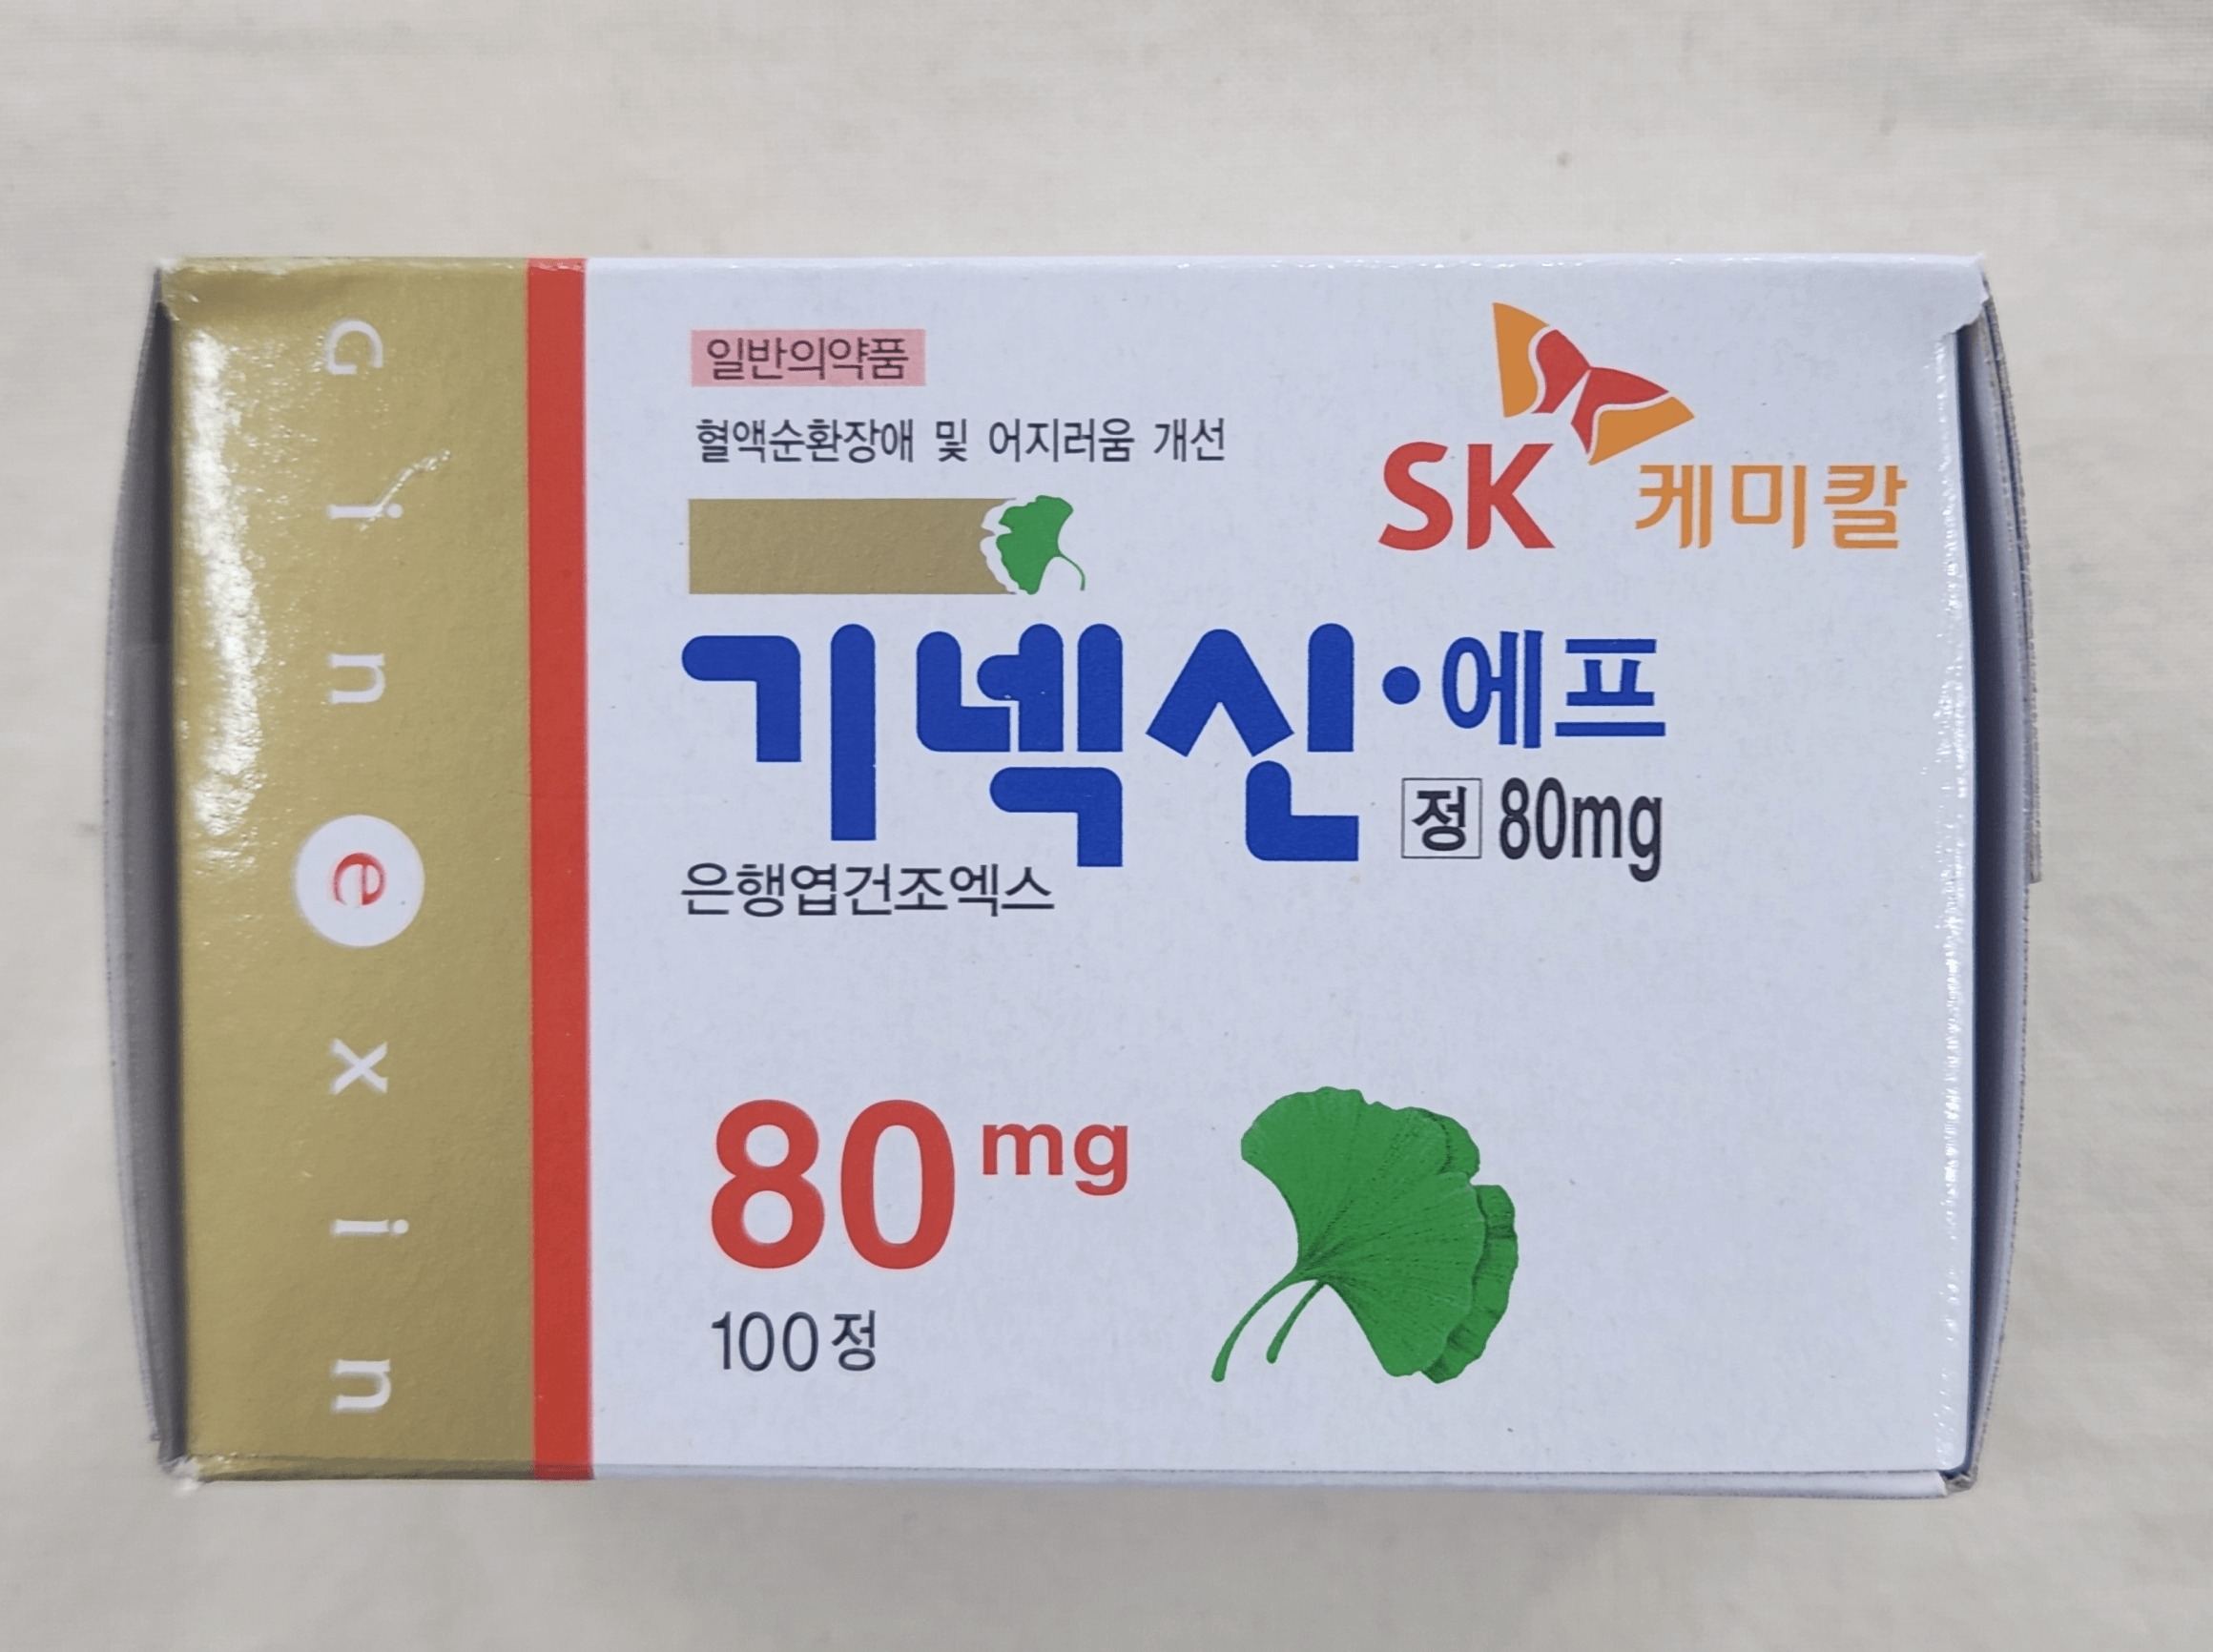 Ginexin
일반의약품
혈액순환장애 및 어지러움 개선
SK 케미칼
기넥신·에프
정 80mg
은행엽건조엑스
80mg
100정